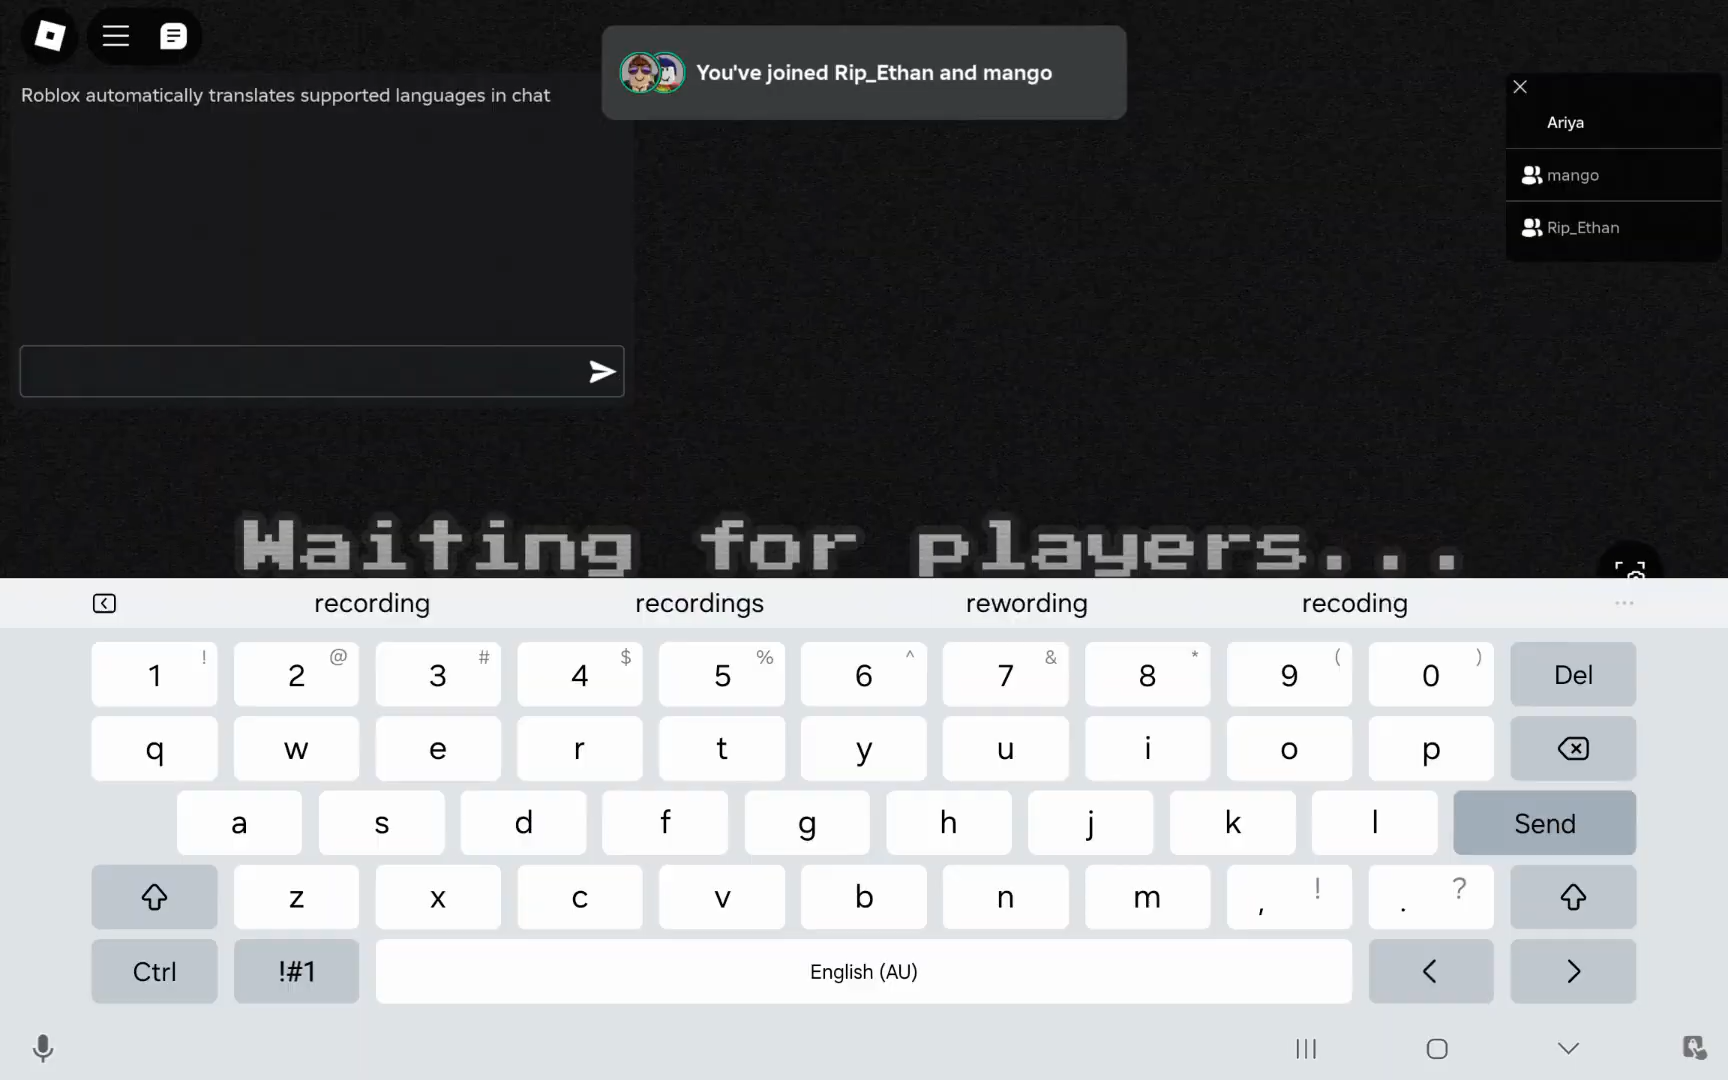 You've joined Rip_Ethan and mango
Roblox automatically translates supported languages in chat
Ariya
mango
Rip_Ethan
Waiting for players...
recording recordings rewording recoding
1 ! 2 @ 3 # 4 $ 5 % 6 ^ 7 & 8 * 9 ( 0 ) Del
q w e r t y u i o p
a s d f g h j k l Send
z x c v b n m , ! . ?
Ctrl !#1 English (AU) < >